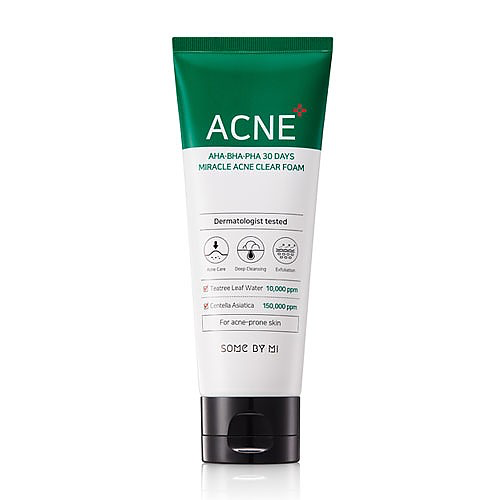 ACNE+
AHA·BHA·PHA 30 DAYS
MIRACLE ACNE CLEAR FOAM
Dermatologist tested
Acne Care Deep Cleansing Exfoliation
Teatree Leaf Water 10,000 ppm
Centella Asiatica 150,000 ppm
For acne-prone skin
SOME BY MI